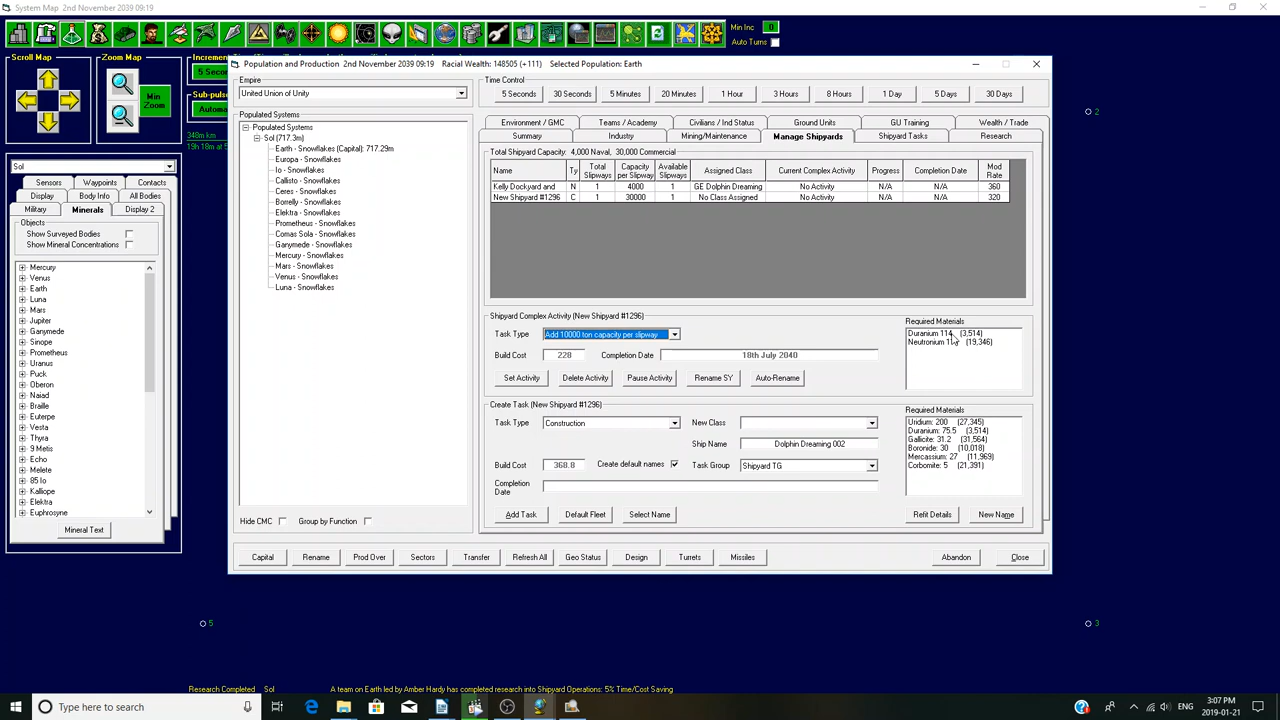 System Map 2nd November 2039 09:19
Min Inc 0
Auto Turns
Scroll Map
Zoom Map
Min Zoom
Increment
5 Secon
Sub-pulse
Automa
348m km
Population and Production 2nd November 2039 09:19 Racial Wealth: 148505 (+111) Selected Population: Earth
Empire
United Union of Unity
Time Control
5 Seconds 30 Seconds 5 Minutes 20 Minutes 1 Hour 3 Hours 8 Hours 1 Day 5 Days 30 Days
Populated Systems
Populated Systems
Sol (717.3m)
Earth - Snowflakes (Capital): 717.29m
Europa - Snowflakes
Io - Snowflakes
Callisto - Snowflakes
Ceres - Snowflakes
Borrelly - Snowflakes
Elektra - Snowflakes
Prometheus - Snowflakes
Comas Sola - Snowflakes
Ganymede - Snowflakes
Mercury - Snowflakes
Mars - Snowflakes
Venus - Snowflakes
Luna - Snowflakes
Hide CMC Group by Function
Environment / GMC Teams / Academy Civilians / Ind Status Ground Units GU Training Wealth / Trade
Summary Industry Mining/Maintenance Manage Shipyards Shipyard Tasks Research
Total Shipyard Capacity: 4,000 Naval, 30,000 Commercial
Name Ty Total Slipways Capacity per Slipway Available Slipways Assigned Class Current Complex Activity Progress Completion Date Mod Rate
Kelly Dockyard and N 1 4000 1 GE Dolphin Dreaming No Activity N/A N/A 360
New Shipyard #1296 C 1 30000 1 No Class Assigned No Activity N/A N/A 320
Shipyard Complex Activity (New Shipyard #1296)
Task Type Add 10000 ton capacity per slipway
Build Cost 228 Completion Date 18th July 2040
Set Activity Delete Activity Pause Activity Rename SY Auto-Rename
Required Materials
Duranium 114 (3,514)
Neutronium (19,346)
Create Task (New Shipyard #1296)
Task Type Construction New Class
Ship Name Dolphin Dreaming 002
Build Cost 368.8 Create default names Task Group Shipyard TG
Completion Date
Add Task Default Fleet Select Name
Required Materials
Uridium: 200 (27,345)
Duranium: 75.5 (3,514)
Gallicite: 31.2 (31,564)
Boronide: 30 (10,018)
Mercassium: 27 (11,969)
Corbomite: 5 (21,391)
Refit Details New Name
Capital Rename Prod Over Sectors Transfer Refresh All Geo Status Design Turrets Missiles Abandon Close
Sol
Sensors Waypoints Contacts
Display Body Info All Bodies
Military Minerals Display 2
Objects
Show Surveyed Bodies
Show Mineral Concentrations
Mercury
Venus
Earth
Luna
Mars
Jupiter
Ganymede
Sinope
Prometheus
Uranus
Puck
Oberon
Naiad
Braille
Euterpe
Vesta
Thyra
9 Metis
Echo
Melete
85 Io
Kalliope
Elektra
Euphrosyne
Mineral Text
2
5
3
Research Completed Sol A team on Earth led by Amber Hardy has completed research into Shipyard Operations: 5% Time/Cost Saving
Type here to search
ENG
3:07 PM
2019-01-21